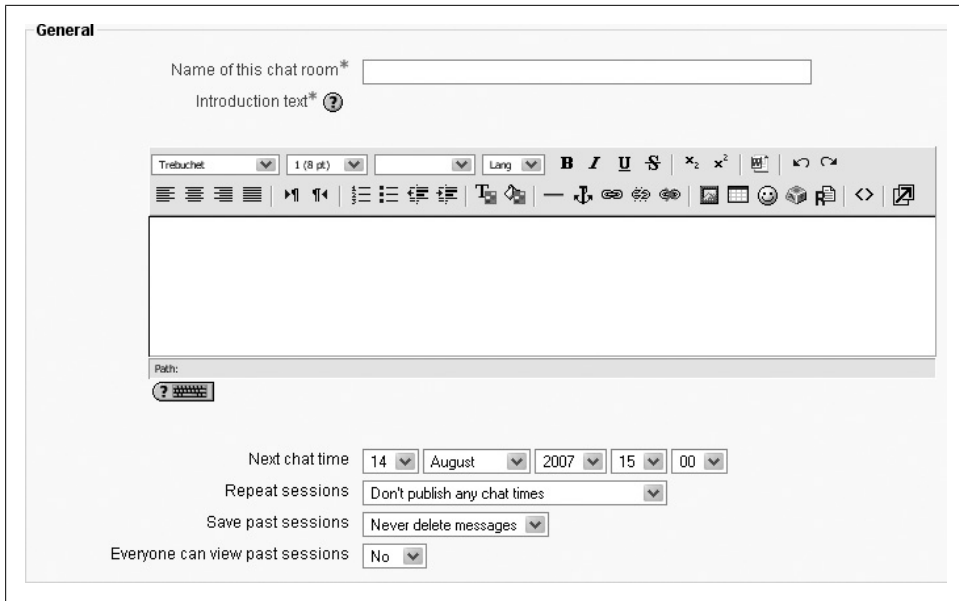 General
Name of this chat room*
Introduction text* ?
Trebuchet 1 (8 pt) Lang B I U S x₂ x²
Path:
?
Next chat time 14 August 2007 15 00
Repeat sessions Don't publish any chat times
Save past sessions Never delete messages
Everyone can view past sessions No